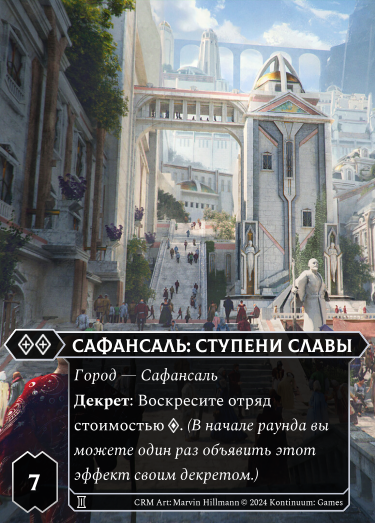 САФАНСАЛЬ: СТУПЕНИ СЛАВЫ
Город — Сафансаль
Декрет: Воскресите отряд
стоимостью . (В начале раунда вы
можете один раз объявить этот
эффект своим декретом.)
7
CRM Art: Marvin Hillmann © 2024 Kontinuum: Games